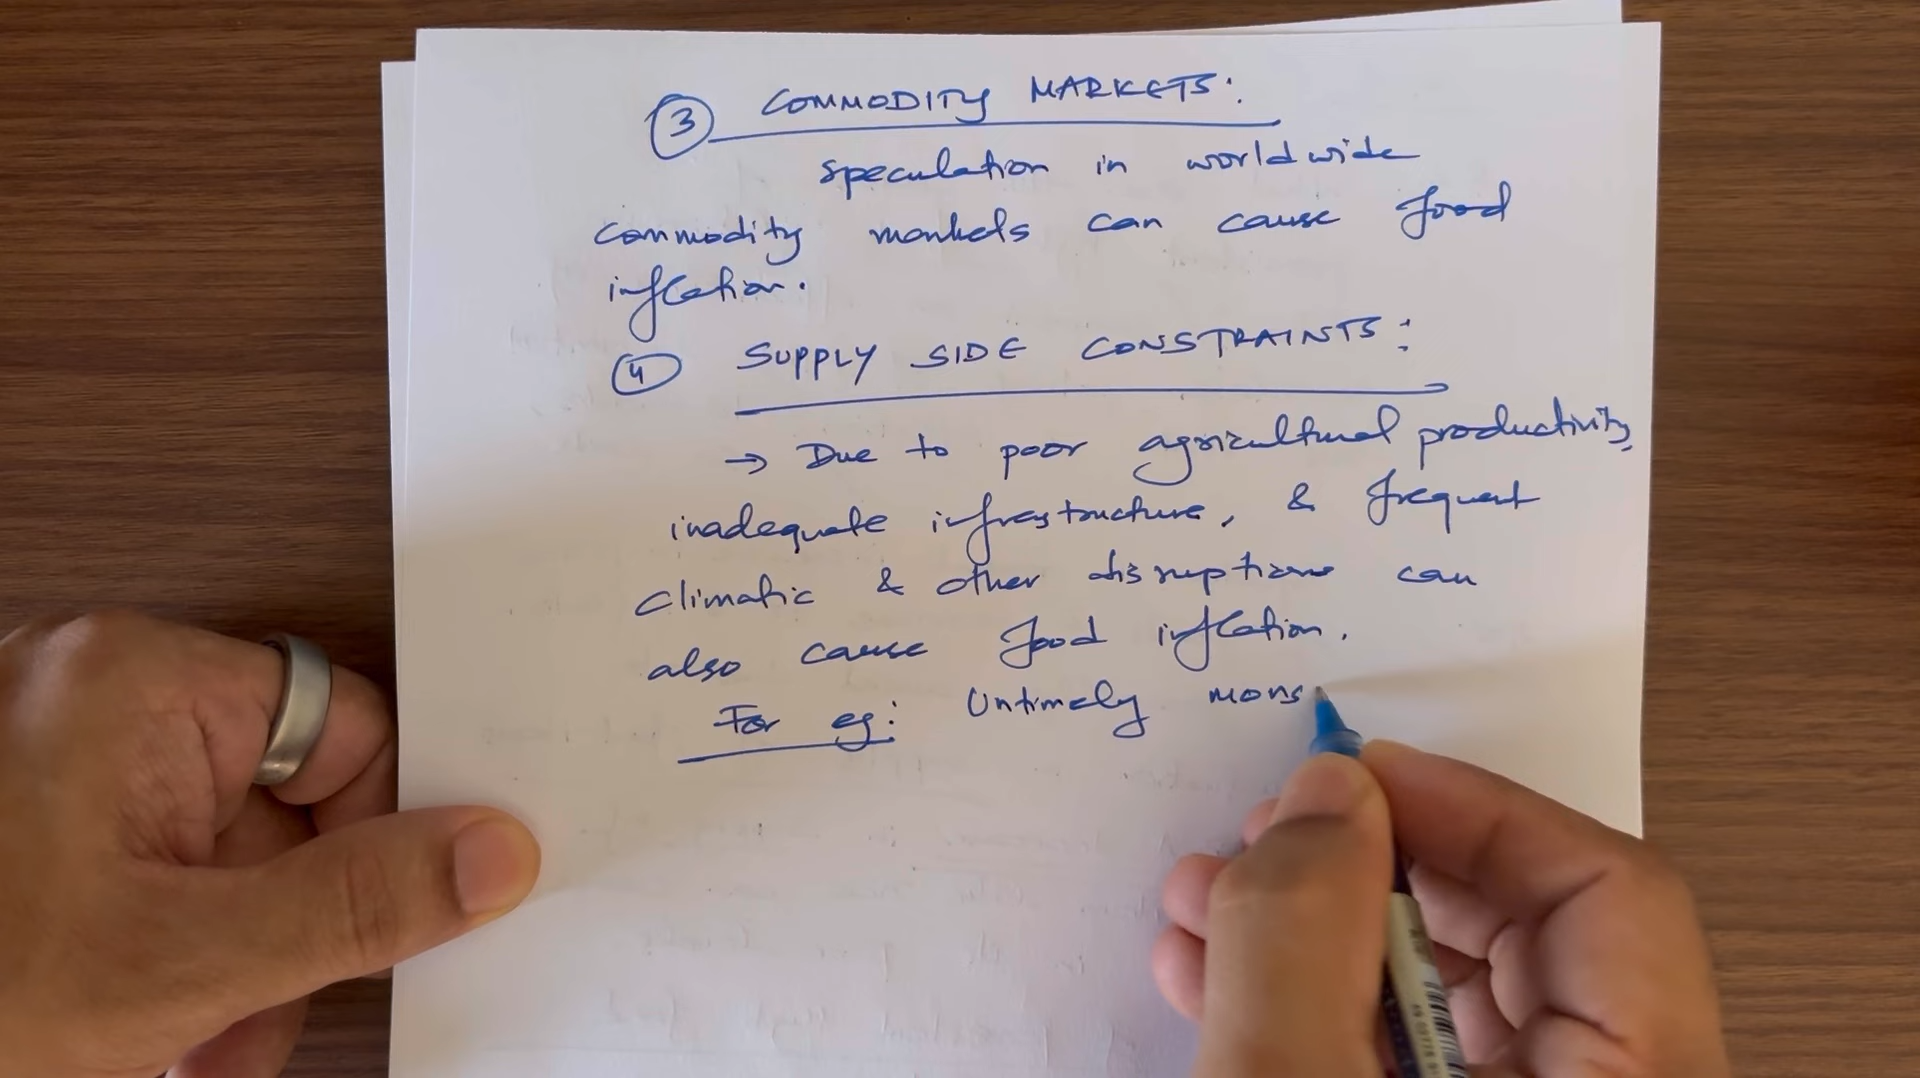 3 COMMODITY MARKETS:
speculation in worldwide
commodity markets can cause food
inflation.
4 SUPPLY SIDE CONSTRAINTS:
→ Due to poor agricultural productivity,
inadequate infrastructure, & frequent
climatic & other disruptions can
also cause food inflation.
For eg: Untimely mons